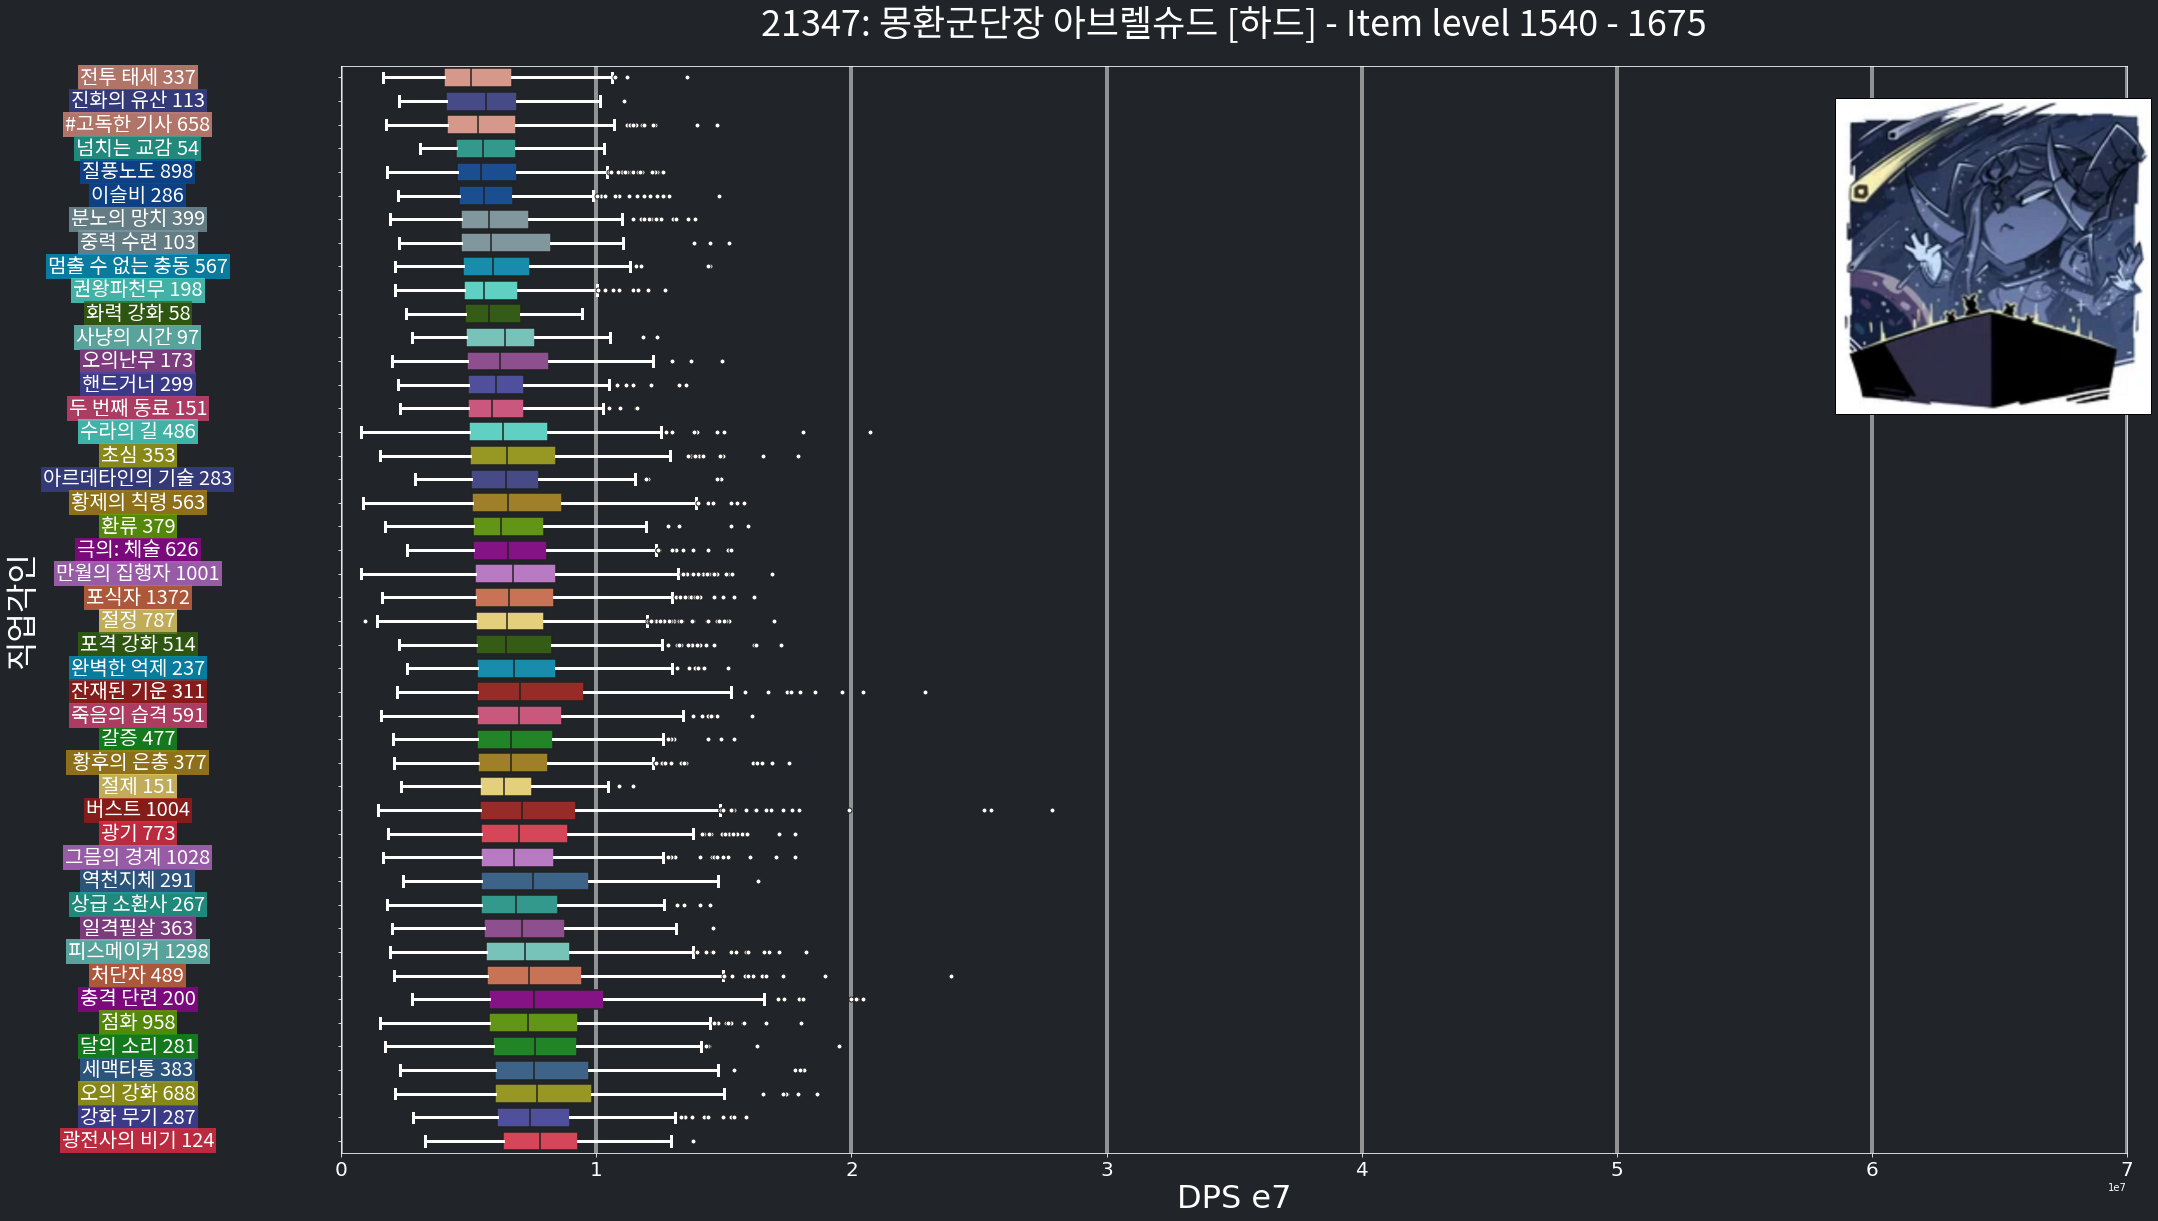 21347: 몽환군단장 아브렐슈드 [하드] - Item level 1540 - 1675
전투 태세 337
진화의 유산 113
#고독한 기사 658
넘치는 교감 54
질풍노도 898
이슬비 286
분노의 망치 399
중력 수련 103
멈출 수 없는 충동 567
권왕파천무 198
화력 강화 58
사냥의 시간 97
오의난무 173
핸드거너 299
두 번째 동료 151
수라의 길 486
초심 353
아르데타인의 기술 283
황제의 칙령 563
환류 379
극의: 체술 626
만월의 집행자 1001
포식자 1372
절정 787
포격 강화 514
완벽한 억제 237
잔재된 기운 311
죽음의 습격 591
갈증 477
황후의 은총 377
절제 151
버스트 1004
광기 773
그믐의 경계 1028
역천지체 291
상급 소환사 267
일격필살 363
피스메이커 1298
처단자 489
충격 단련 200
점화 958
달의 소리 281
세맥타통 383
오의 강화 688
강화 무기 287
광전사의 비기 124
직업각인
0 1 2 3 4 5 6 7
1e7
DPS e7